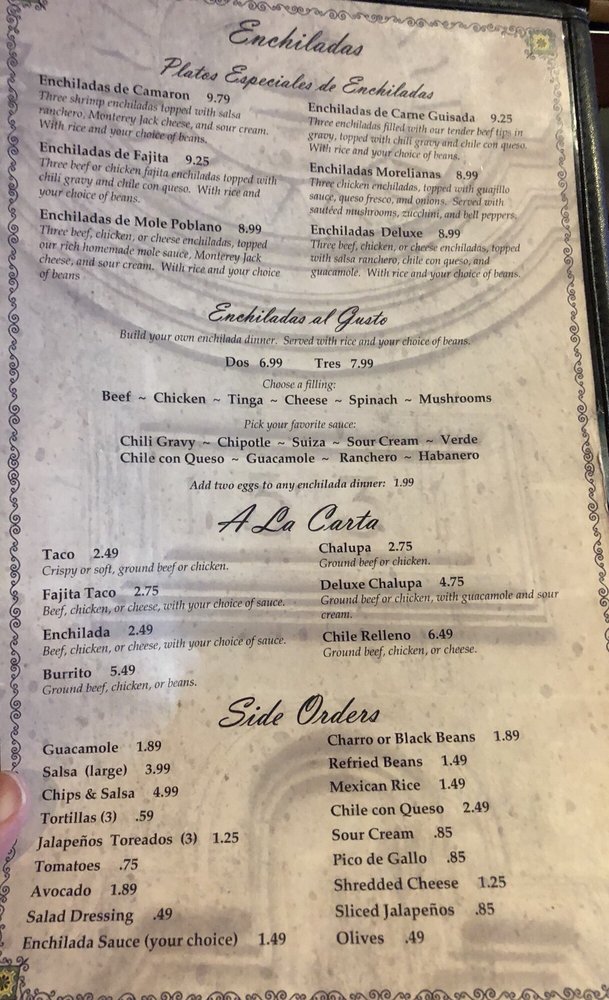 Enchiladas
Platos Especiales de Enchiladas
Enchiladas de Camaron 9.79
Three shrimp enchiladas topped with salsa
ranchero, Monterey Jack cheese, and sour cream.
With rice and your choice of beans.
Enchiladas de Fajita 9.25
Three beef or chicken fajita enchiladas topped with
chili gravy and chile con queso. With rice and
your choice of beans.
Enchiladas de Mole Poblano 8.99
Three beef, chicken, or cheese enchiladas, topped
our rich homemade mole sauce, Monterey Jack
cheese, and sour cream. With rice and your choice
of beans
Enchiladas de Carne Guisada 9.25
Three enchiladas filled with our tender beef tips in
gravy, topped with chili gravy and chile con queso.
With rice and your choice of beans.
Enchiladas Morelianas 8.99
Three chicken enchiladas, topped with guajillo
sauce, queso fresco, and onions. Served with
sautéed mushrooms, zucchini, and bell peppers.
Enchiladas Deluxe 8.99
Three beef, chicken, or cheese enchiladas, topped
with salsa ranchero, chile con queso, and
guacamole. With rice and your choice of beans.
Enchiladas al Gusto
Build your own enchilada dinner. Served with rice and your choice of beans.
Dos 6.99 Tres 7.99
Choose a filling:
Beef ~ Chicken ~ Tinga ~ Cheese ~ Spinach ~ Mushrooms
Pick your favorite sauce:
Chili Gravy ~ Chipotle ~ Suiza ~ Sour Cream ~ Verde
Chile con Queso ~ Guacamole ~ Ranchero ~ Habanero
Add two eggs to any enchilada dinner: 1.99
A La Carta
Taco 2.49
Crispy or soft, ground beef or chicken.
Fajita Taco 2.75
Beef, chicken, or cheese, with your choice of sauce.
Enchilada 2.49
Beef, chicken, or cheese, with your choice of sauce.
Burrito 5.49
Ground beef, chicken, or beans.
Chalupa 2.75
Ground beef or chicken.
Deluxe Chalupa 4.75
Ground beef or chicken, with guacamole and sour
cream.
Chile Relleno 6.49
Ground beef, chicken, or cheese.
Side Orders
Guacamole 1.89
Salsa (large) 3.99
Chips & Salsa 4.99
Tortillas (3) .59
Jalapeños Toreados (3) 1.25
Tomatoes .75
Avocado 1.89
Salad Dressing .49
Enchilada Sauce (your choice) 1.49
Charro or Black Beans 1.89
Refried Beans 1.49
Mexican Rice 1.49
Chile con Queso 2.49
Sour Cream .85
Pico de Gallo .85
Shredded Cheese 1.25
Sliced Jalapeños .85
Olives .49